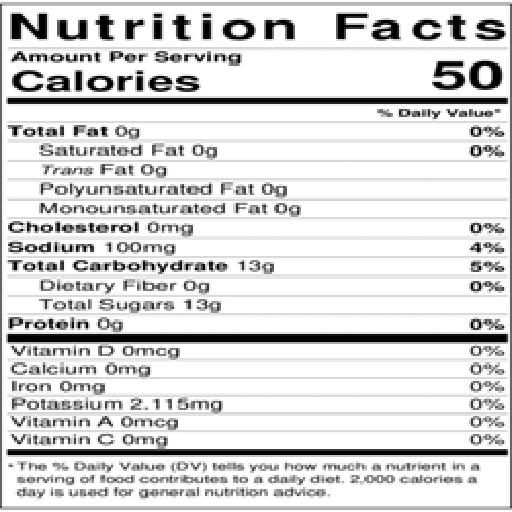 Nutrition Facts
Amount Per Serving
Calories 50
% Daily Value*
Total Fat 0g 0%
Saturated Fat 0g 0%
Trans Fat 0g
Polyunsaturated Fat 0g
Monounsaturated Fat 0g
Cholesterol 0mg 0%
Sodium 100mg 4%
Total Carbohydrate 13g 5%
Dietary Fiber 0g 0%
Total Sugars 13g
Protein 0g 0%
Vitamin D 0mcg 0%
Calcium 0mg 0%
Iron 0mg 0%
Potassium 2.115mg 0%
Vitamin A 0mcg 0%
Vitamin C 0mg 0%
* The % Daily Value (DV) tells you how much a nutrient in a
serving of food contributes to a daily diet. 2,000 calories a
day is used for general nutrition advice.